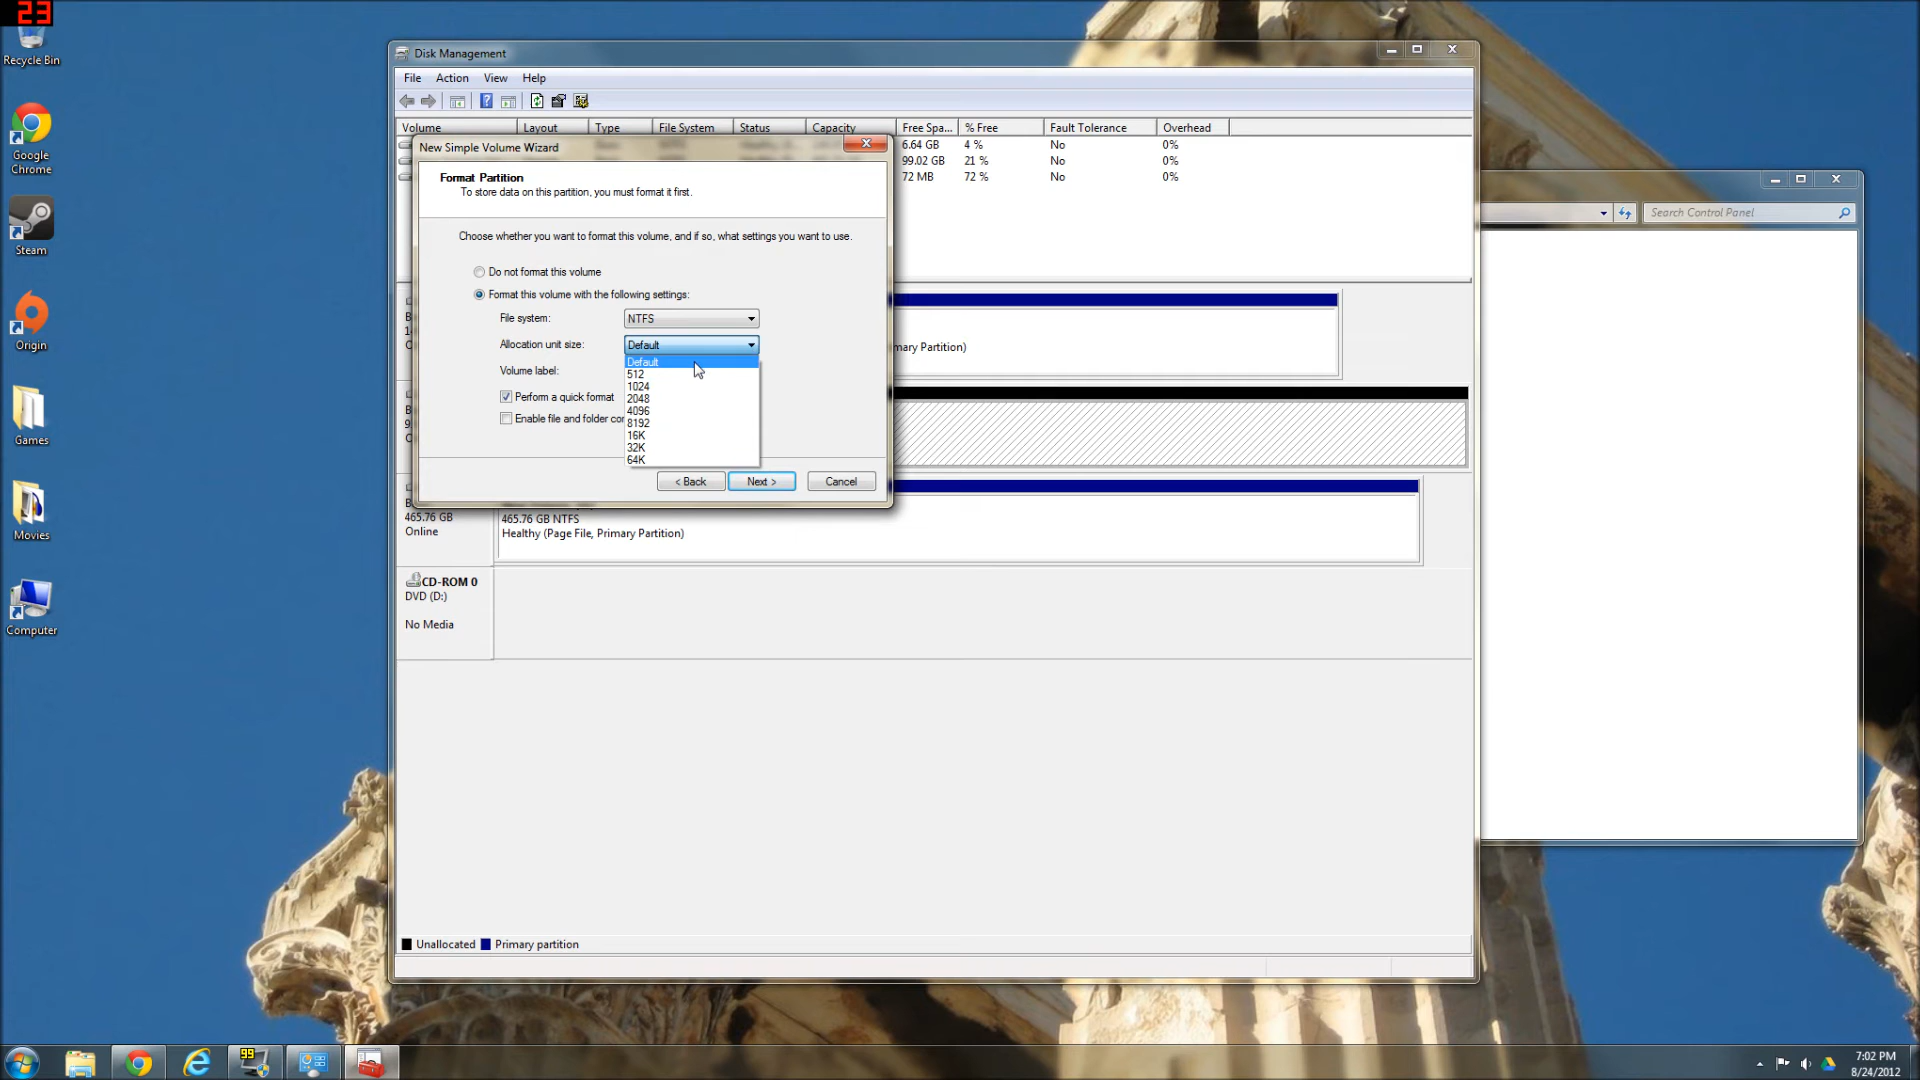 23
Recycle Bin
Google
Chrome
Steam
Origin
Games
Movies
Computer
Disk Management
File Action View Help
Volume Layout Type File System Status Capacity Free Spa... % Free Fault Tolerance Overhead
6.64 GB 4 % No 0%
99.02 GB 21 % No 0%
72 MB 72 % No 0%
New Simple Volume Wizard
Format Partition
To store data on this partition, you must format it first.
Choose whether you want to format this volume, and if so, what settings you want to use.
Do not format this volume
Format this volume with the following settings:
File system: NTFS
Allocation unit size: Default
Volume label:
Default
512
1024
2048
4096
8192
16K
32K
64K
Perform a quick format
Enable file and folder co
< Back Next > Cancel
mary Partition)
465.76 GB
Online
465.76 GB NTFS
Healthy (Page File, Primary Partition)
CD-ROM 0
DVD (D:)
No Media
Unallocated Primary partition
Search Control Panel
99
7:02 PM
8/24/2012